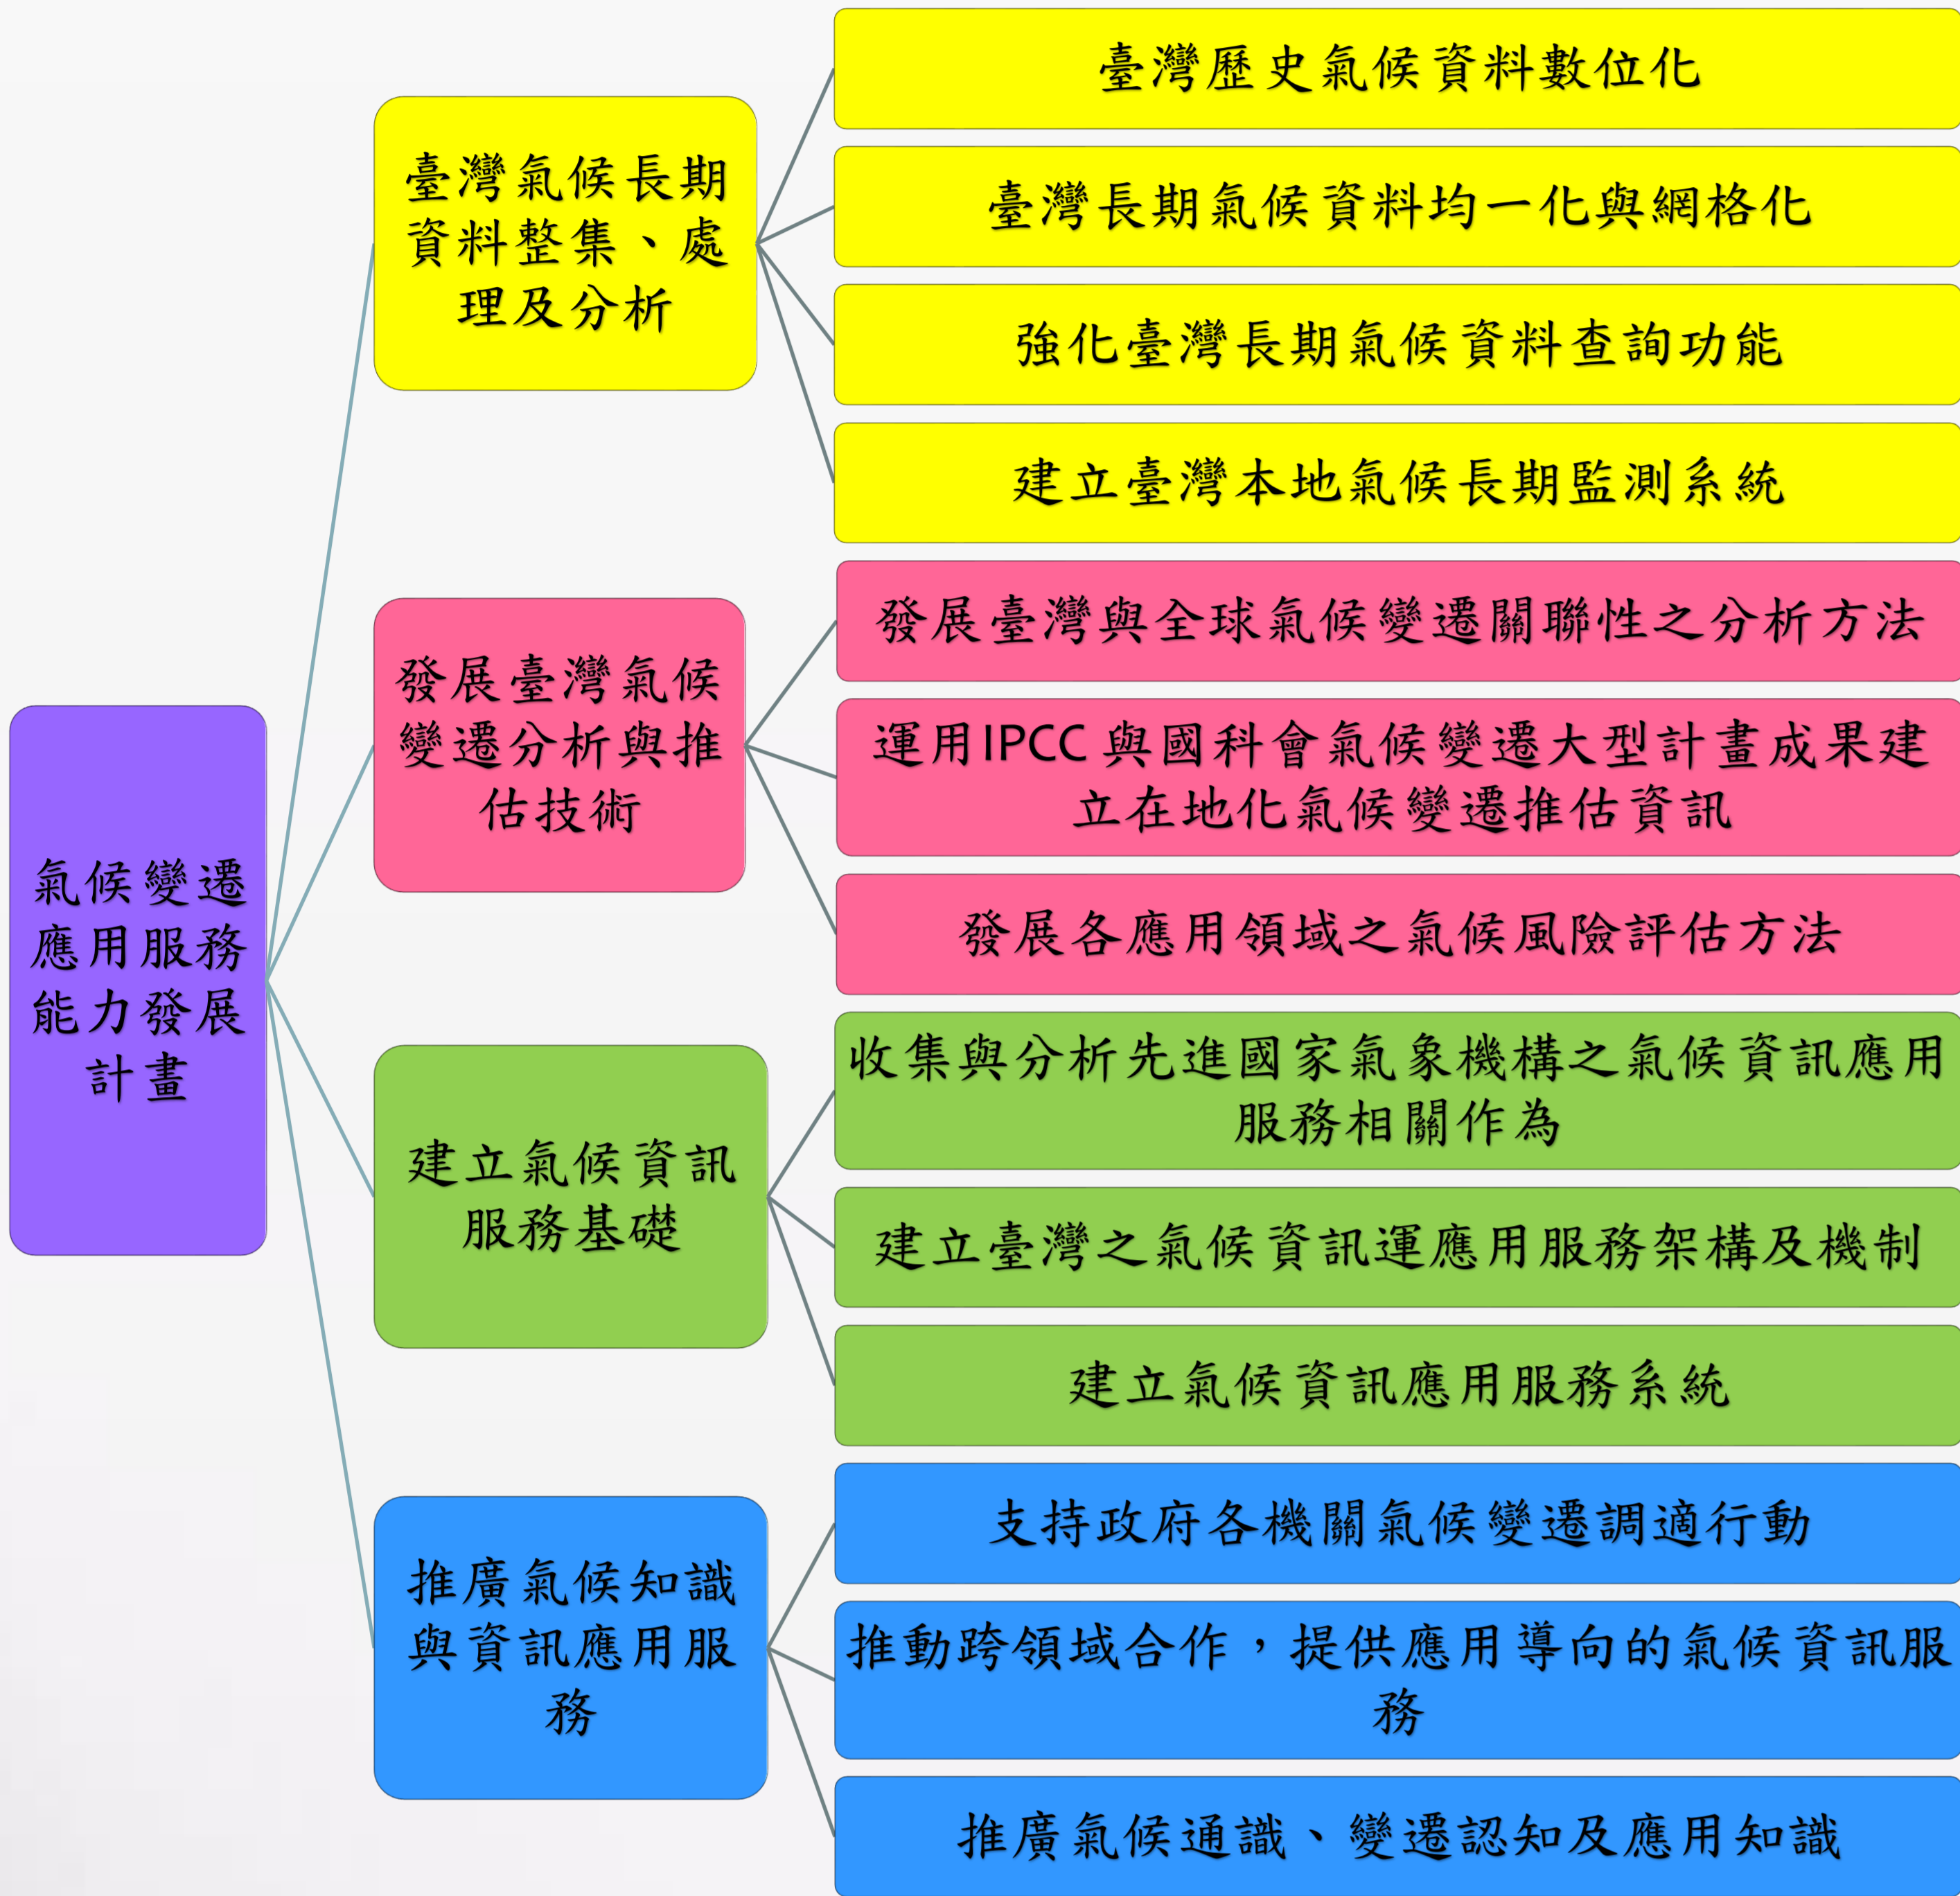 氣候變遷
應用服務
能力發展
計畫
臺灣氣候長期
資料整集、處
理及分析
臺灣歷史氣候資料數位化
臺灣長期氣候資料均一化與網格化
強化臺灣長期氣候資料查詢功能
建立臺灣本地氣候長期監測系統
發展臺灣氣候
變遷分析與推
估技術
發展臺灣與全球氣候變遷關聯性之分析方法
運用IPCC 與國科會氣候變遷大型計畫成果建
立在地化氣候變遷推估資訊
發展各應用領域之氣候風險評估方法
建立氣候資訊
服務基礎
收集與分析先進國家氣象機構之氣候資訊應用
服務相關作為
建立臺灣之氣候資訊運應用服務架構及機制
建立氣候資訊應用服務系統
推廣氣候知識
與資訊應用服
務
支持政府各機關氣候變遷調適行動
推動跨領域合作，提供應用導向的氣候資訊服
務
推廣氣候通識、變遷認知及應用知識